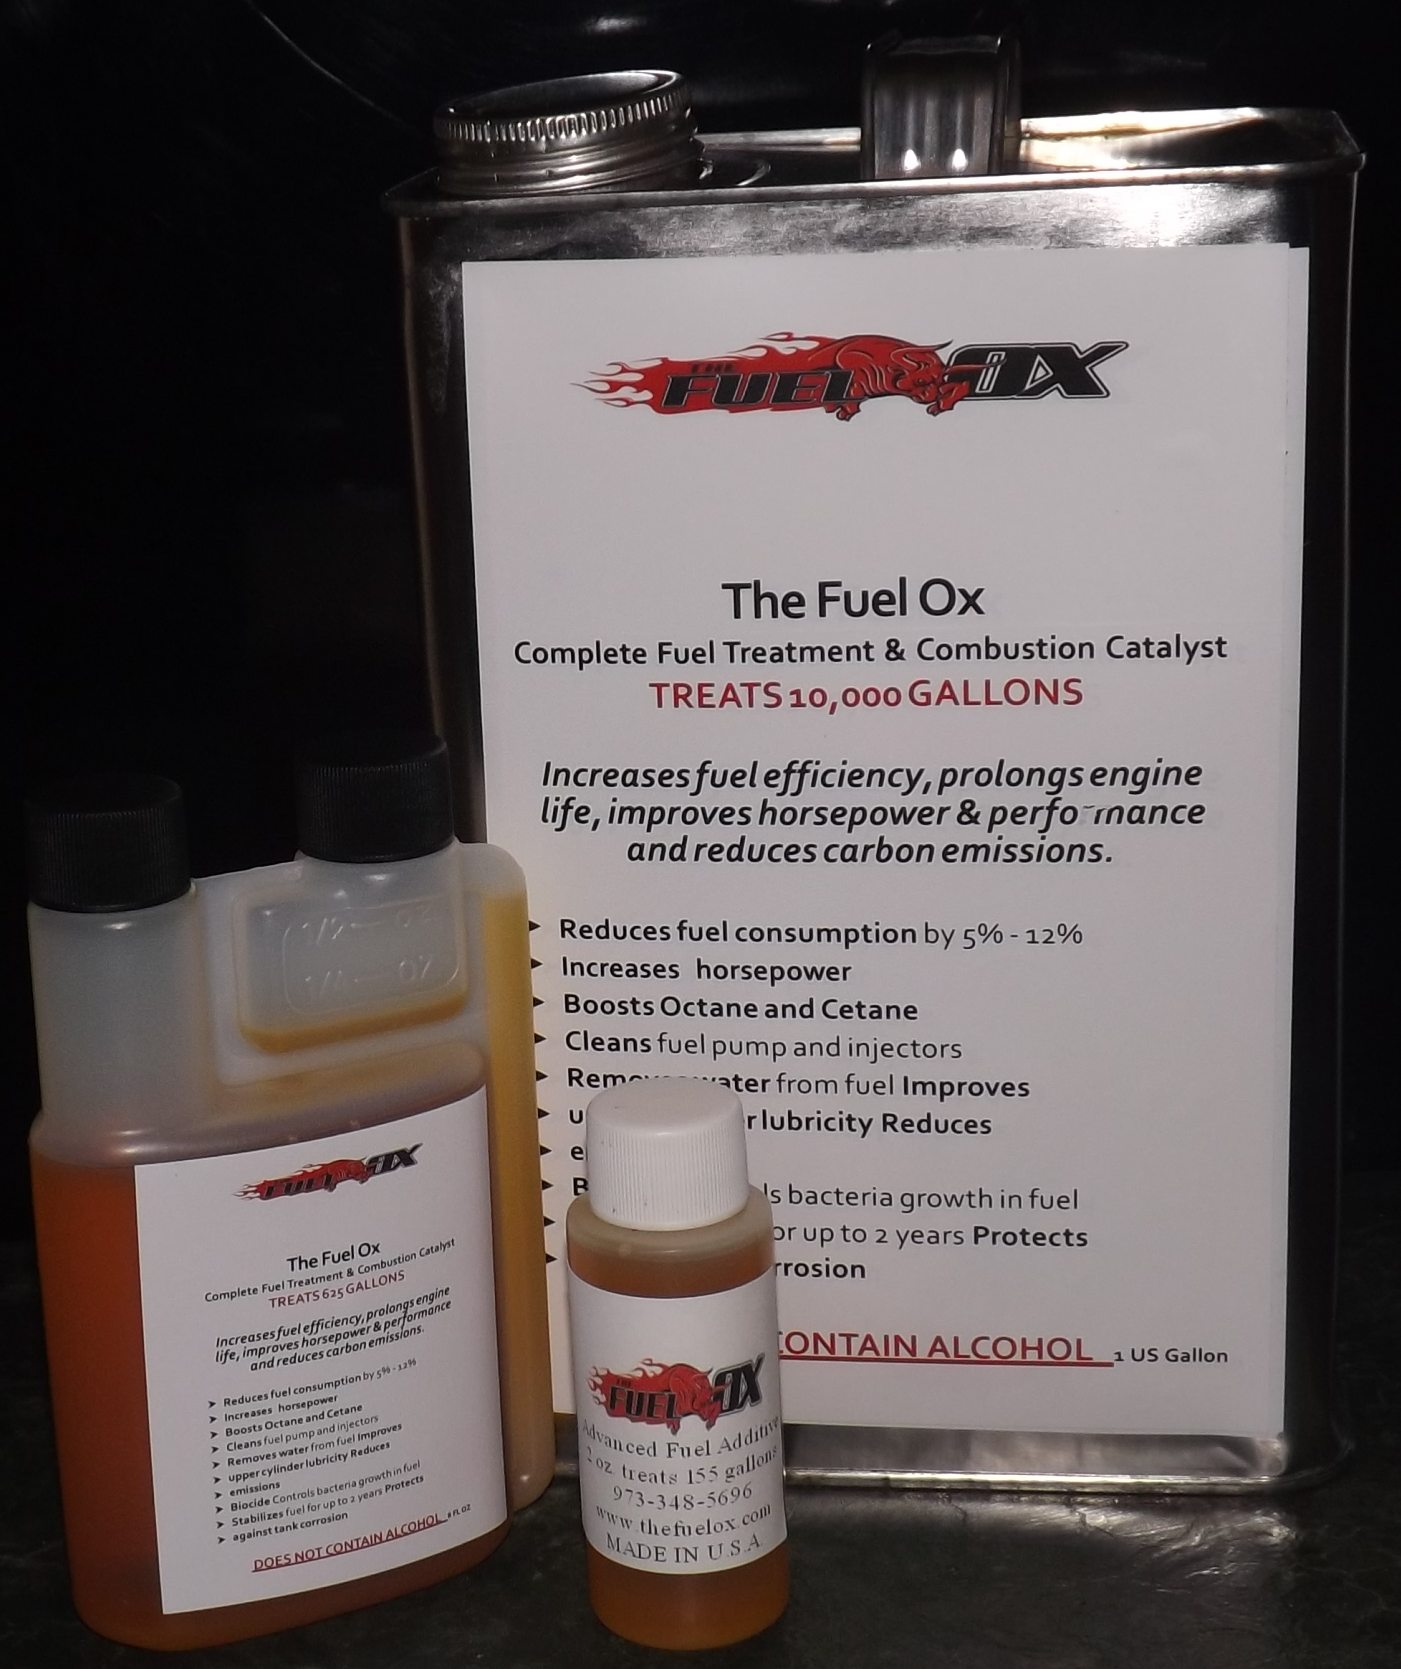 THE FUEL OX
The Fuel Ox
Complete Fuel Treatment & Combustion Catalyst
TREATS 10,000 GALLONS
Increases fuel efficiency, prolongs engine
life, improves horsepower & performance
and reduces carbon emissions.
➤ Reduces fuel consumption by 5% - 12%
➤ Increases horsepower
➤ Boosts Octane and Cetane
➤ Cleans fuel pump and injectors
➤ from fuel Improves
➤ lubricity Reduces
➤
➤ bacteria growth in fuel
➤ up to 2 years Protects
➤
CONTAIN ALCOHOL 1 US Gallon
1/2 OZ
1/4 OZ
FUEL OX
The Fuel Ox
Complete Fuel Treatment & Combustion Catalyst
TREATS 625 GALLONS
Increases fuel efficiency, prolongs engine
life, improves horsepower & performance
and reduces carbon emissions.
➤ Reduces fuel consumption by 5% - 12%
➤ Increases horsepower
➤ Boosts Octane and Cetane
➤ Cleans fuel pump and injectors
➤ Removes water from fuel Improves
➤ upper cylinder lubricity Reduces
➤ emissions
➤ Biocide Controls bacteria growth in fuel
➤ Stabilizes fuel for up to 2 years Protects
➤ against tank corrosion
DOES NOT CONTAIN ALCOHOL 8 FL OZ
THE FUEL OX
Advanced Fuel Additive
2 oz. treats 155 gallons
973-348-5696
www.thefuelox.com
MADE IN U.S.A.